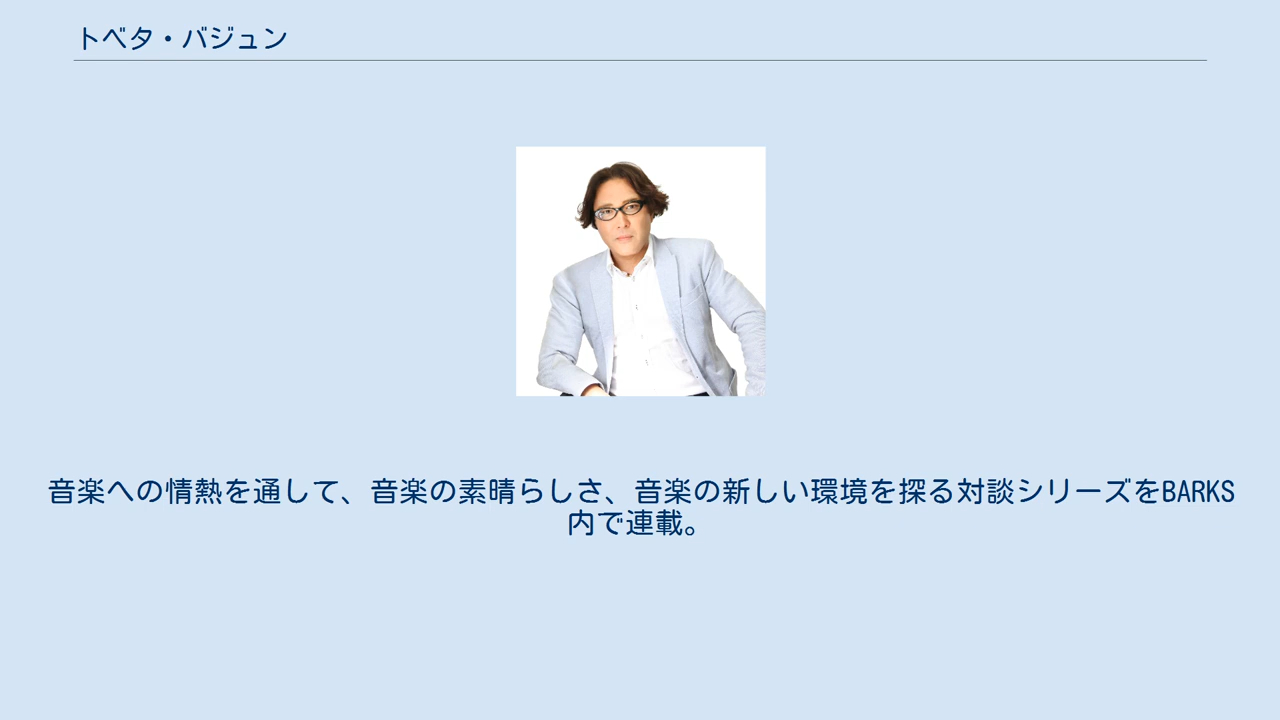 トベタ・バジュン
音楽への情熱を通して、音楽の素晴らしさ、音楽の新しい環境を探る対談シリーズをBARKS
内で連載。